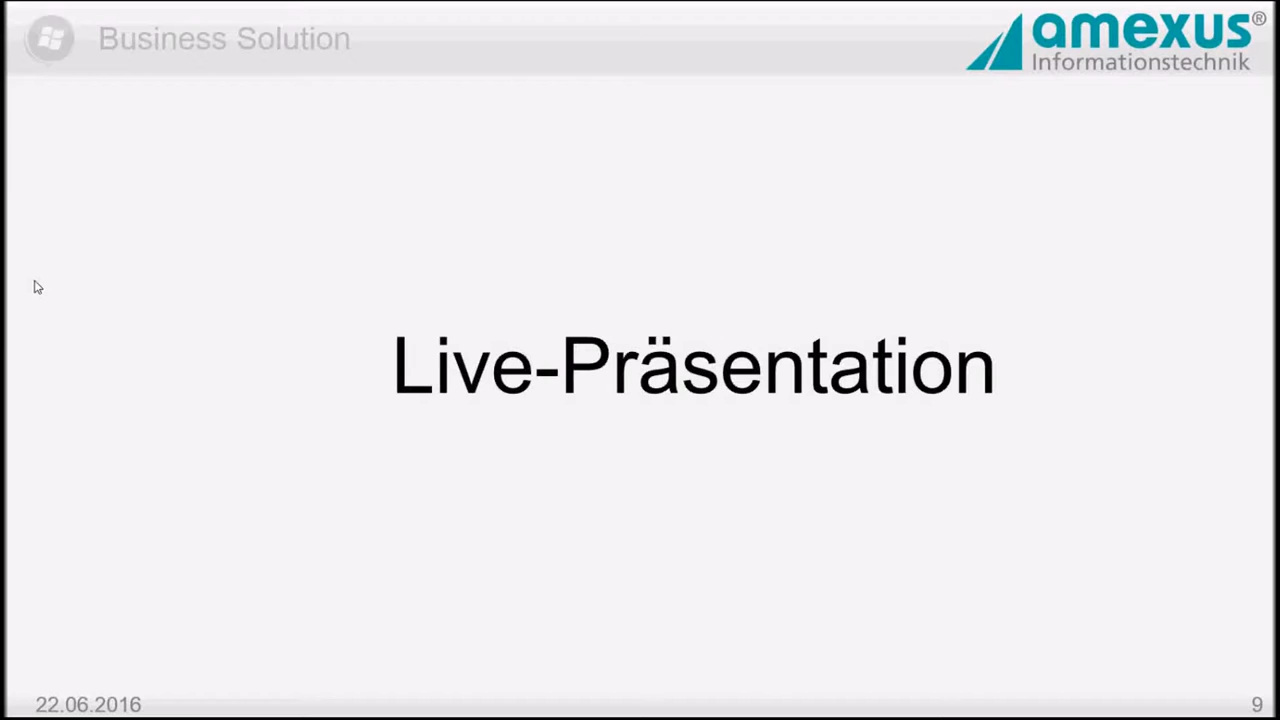 Business Solution
amexus®
Informationstechnik
Live-Präsentation
22.06.2016
9